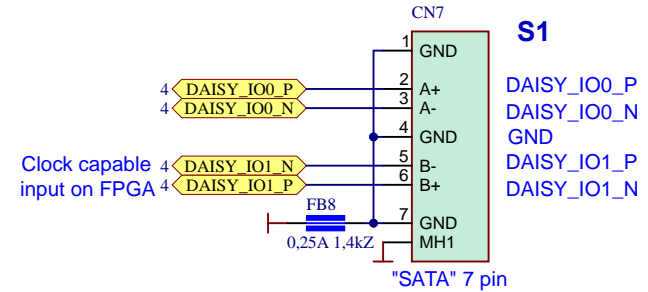 CN7
S1
1 GND
4 DAISY_IO0_P 2 A+ DAISY_IO0_P
4 DAISY_IO0_N 3 A- DAISY_IO0_N
4 GND GND
Clock capable 4 DAISY_IO1_N 5 B- DAISY_IO1_P
input on FPGA 4 DAISY_IO1_P 6 B+ DAISY_IO1_N
FB8
7 GND
0,25A 1,4kZ MH1
"SATA" 7 pin